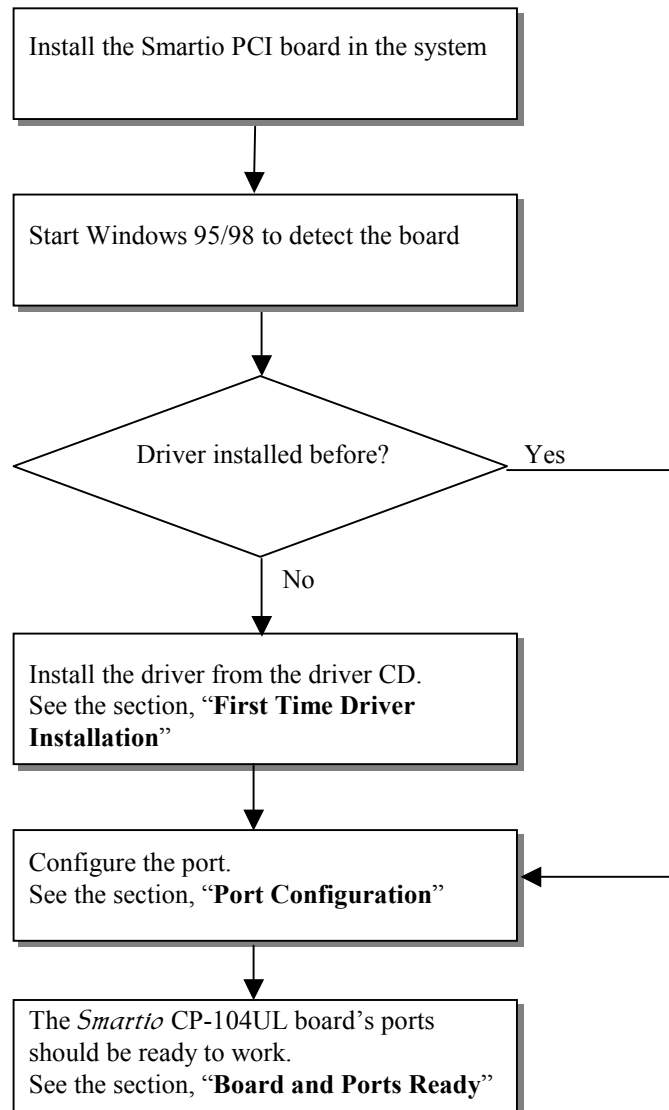 Install the Smartio PCI board in the system
Start Windows 95/98 to detect the board
Driver installed before?
Yes
No
Install the driver from the driver CD.
See the section, “First Time Driver
Installation”
Configure the port.
See the section, “Port Configuration”
The Smartio CP-104UL board’s ports
should be ready to work.
See the section, “Board and Ports Ready”